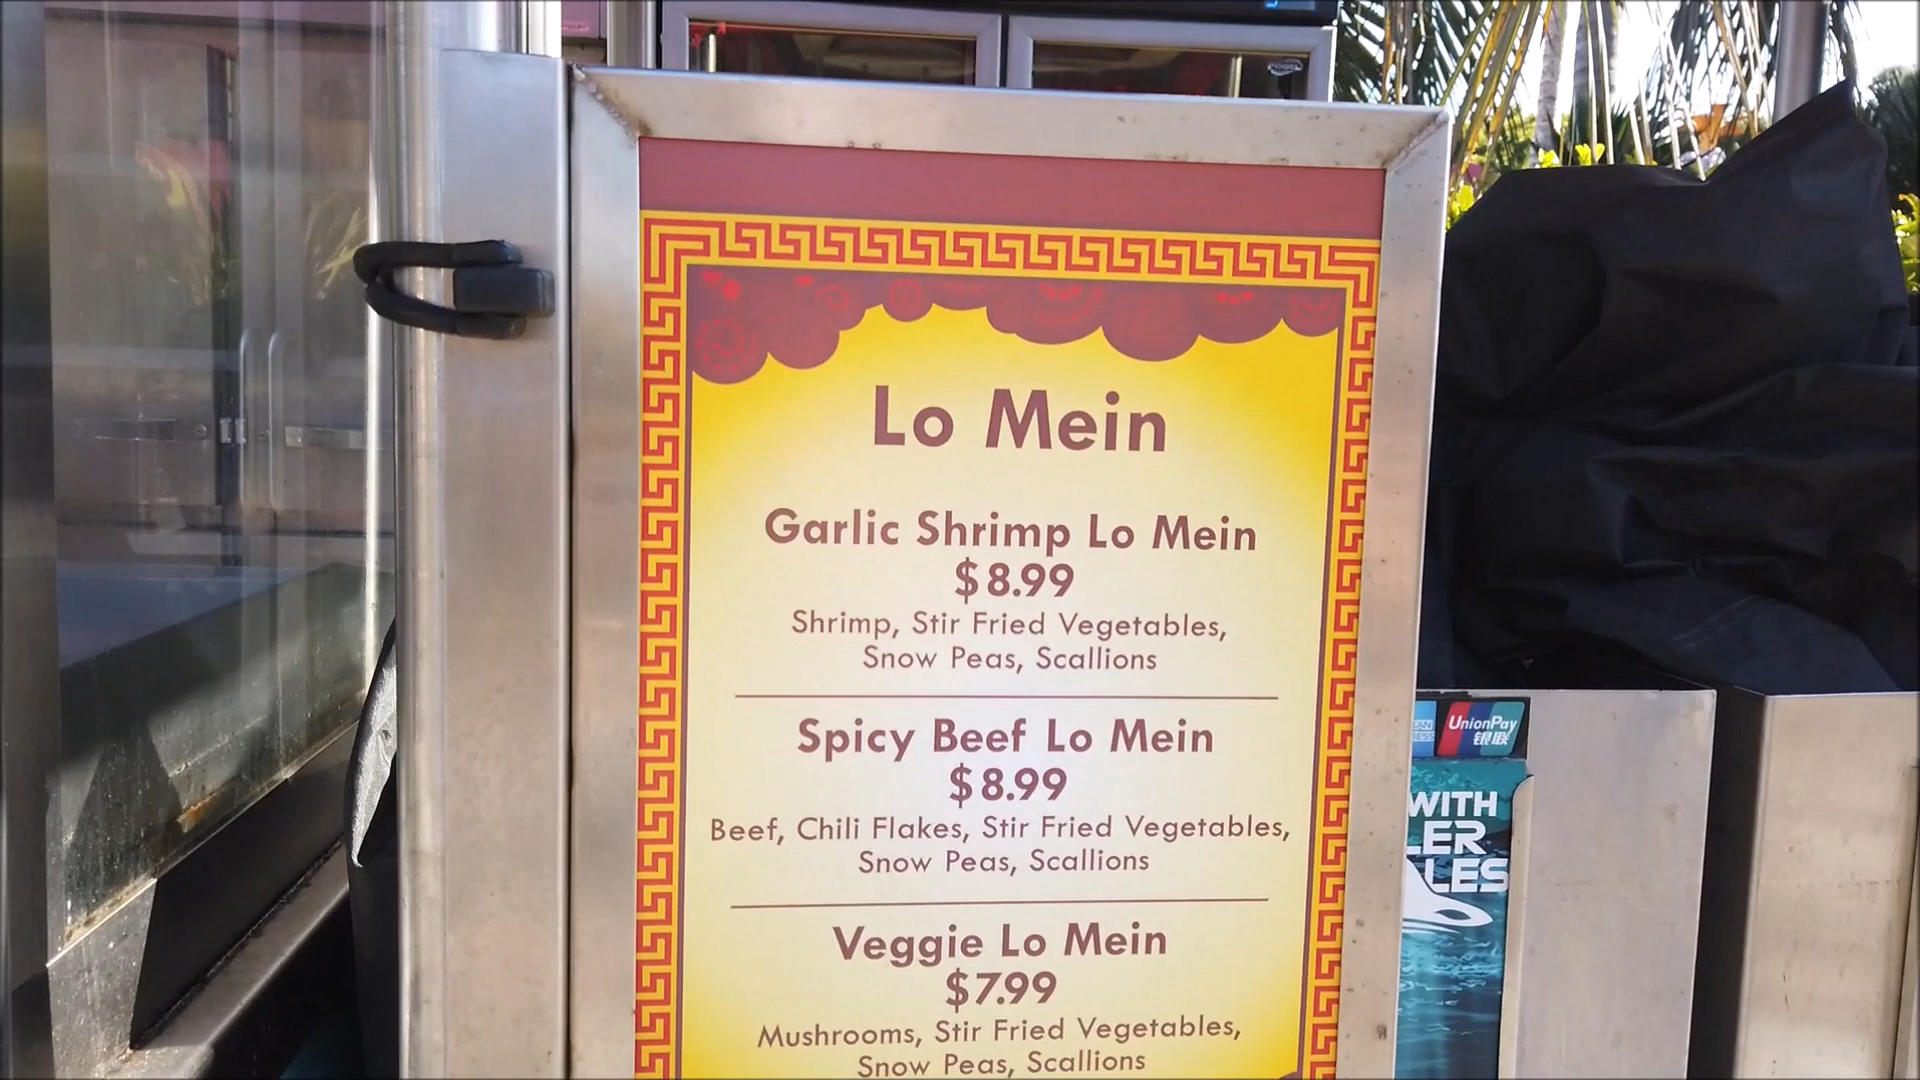 Lo Mein
Garlic Shrimp Lo Mein
$8.99
Shrimp, Stir Fried Vegetables,
Snow Peas, Scallions
Spicy Beef Lo Mein
$8.99
Beef, Chili Flakes, Stir Fried Vegetables,
Snow Peas, Scallions
Veggie Lo Mein
$7.99
Mushrooms, Stir Fried Vegetables,
Snow Peas, Scallions
UnionPay
银联
WITH
LER
LES